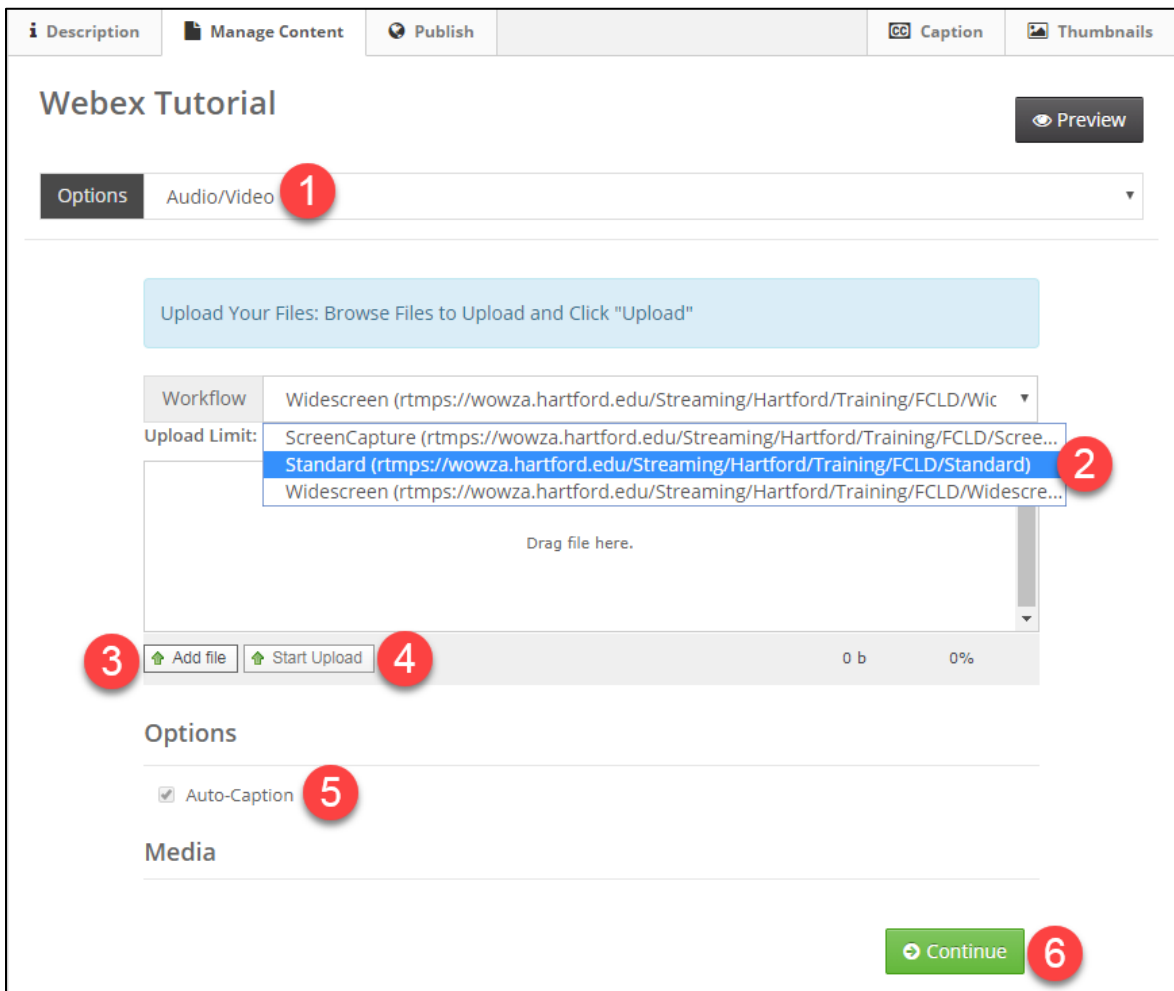 Description Manage Content Publish CC Caption Thumbnails
Webex Tutorial
Preview
Options Audio/Video 1
Upload Your Files: Browse Files to Upload and Click "Upload"
Workflow Widescreen (rtmps://wowza.hartford.edu/Streaming/Hartford/Training/FCLD/Wic
Upload Limit: ScreenCapture (rtmps://wowza.hartford.edu/Streaming/Hartford/Training/FCLD/Scree...
Standard (rtmps://wowza.hartford.edu/Streaming/Hartford/Training/FCLD/Standard) 2
Widescreen (rtmps://wowza.hartford.edu/Streaming/Hartford/Training/FCLD/Widescre...
Drag file here.
3 Add file Start Upload 4 0 b 0%
Options
Auto-Caption 5
Media
Continue 6